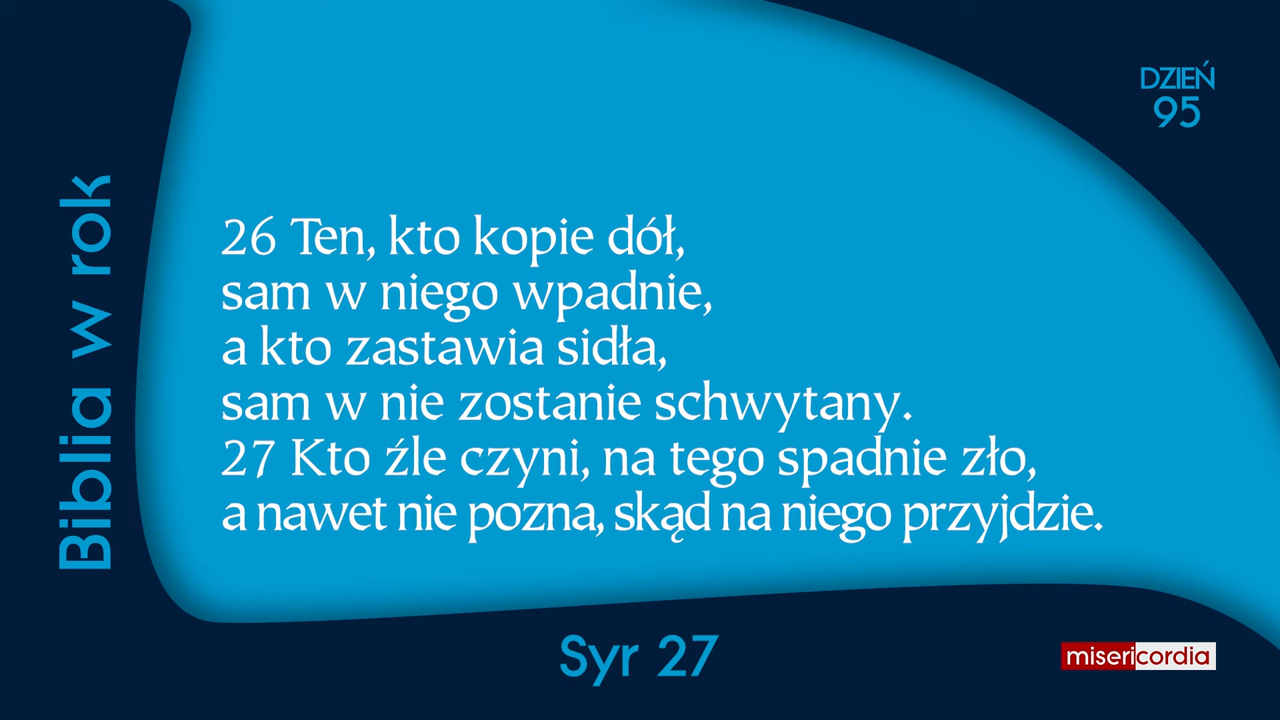 DZIEŃ
95
Biblia w rok
26 Ten, kto kopie dół,
sam w niego wpadnie,
a kto zastawia sidła,
sam w nie zostanie schwytany.
27 Kto źle czyni, na tego spadnie zło,
a nawet nie pozna, skąd na niego przyjdzie.
Syr 27
misericordia